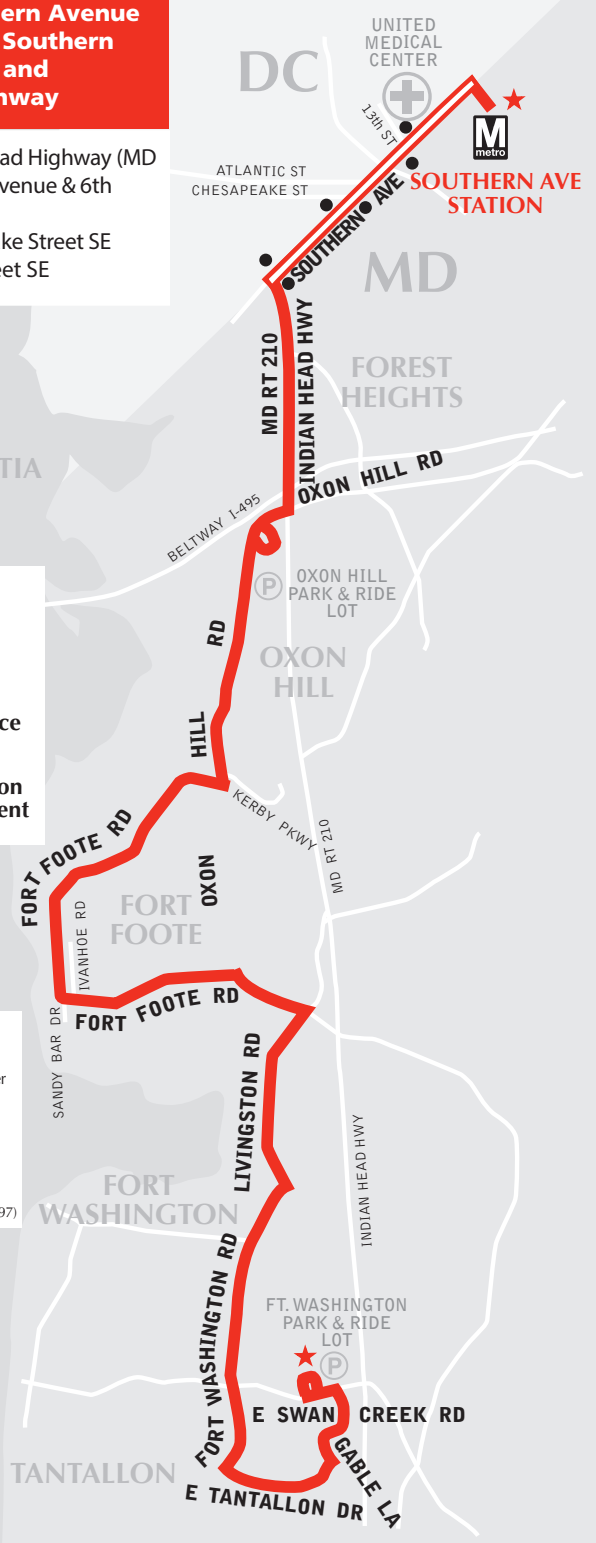 ern Avenue
Southern
and
nway
UNITED
MEDICAL
CENTER
DC
13th ST
M
metro
ad Highway (MD
venue & 6th
ke Street SE
eet SE
ATLANTIC ST
CHESAPEAKE ST
SOUTHERN AVE
STATION
SOUTHERN AVE
MD
MD RT 210
INDIAN HEAD HWY
FOREST
HEIGHTS
TIA
OXON HILL RD
BELTWAY I-495
P
OXON HILL
PARK & RIDE
LOT
RD
OXON
HILL
ce
on
ent
HILL
KERBY PKWY
FORT FOOTE RD
MD RT 210
OXON
FORT
FOOTE
IVANHOE RD
FORT FOOTE RD
SANDY BAR DR
er
97)
LIVINGSTON RD
INDIAN HEAD HWY
FORT
WASHINGTON
FORT WASHINGTON RD
FT. WASHINGTON
PARK & RIDE
LOT
P
E SWAN CREEK RD
GABLE LA
TANTALLON
E TANTALLON DR